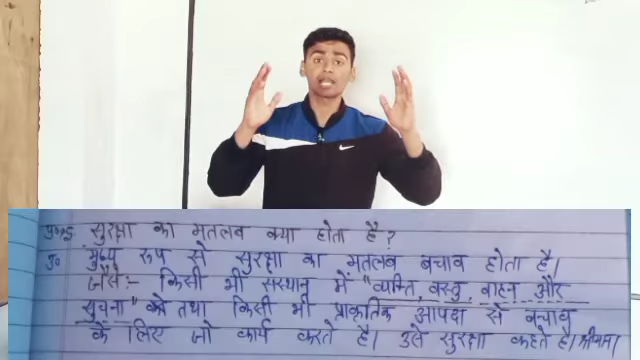 प्रश्न5. सुरक्षा का मतलब क्या होता है?
उ० मुख्य रूप से सुरक्षा का मतलब बचाव होता है।
जैसे:- किसी भी संस्थान में "व्यक्ति, वस्तु, वाहन और
सुचना" को तथा किसी भी प्राकृतिक आपदा से बचाव
के लिए जो कार्य करते है। उसे सुरक्षा कहते है।